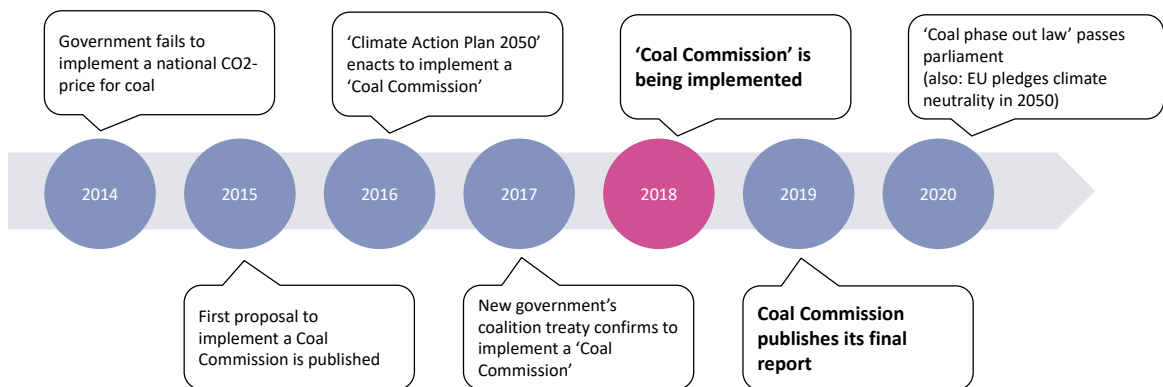 Government fails to
implement a national CO2-
price for coal
‘Climate Action Plan 2050’
enacts to implement a
‘Coal Commission’
‘Coal Commission’ is
being implemented
‘Coal phase out law’ passes
parliament
(also: EU pledges climate
neutrality in 2050)
2014
2015
2016
2017
2018
2019
2020
First proposal to
implement a Coal
Commission is published
New government’s
coalition treaty confirms to
implement a ‘Coal
Commission’
Coal Commission
publishes its final
report